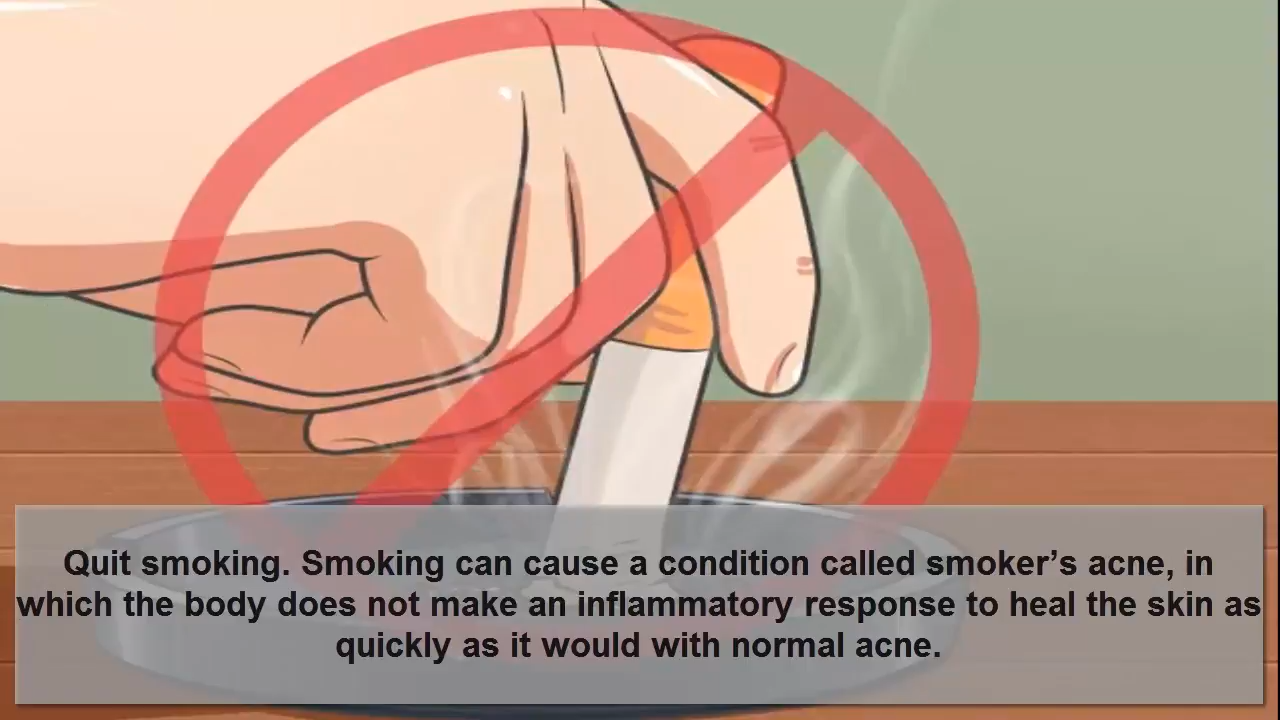 Quit smoking. Smoking can cause a condition called smoker’s acne, in
which the body does not make an inflammatory response to heal the skin as
quickly as it would with normal acne.